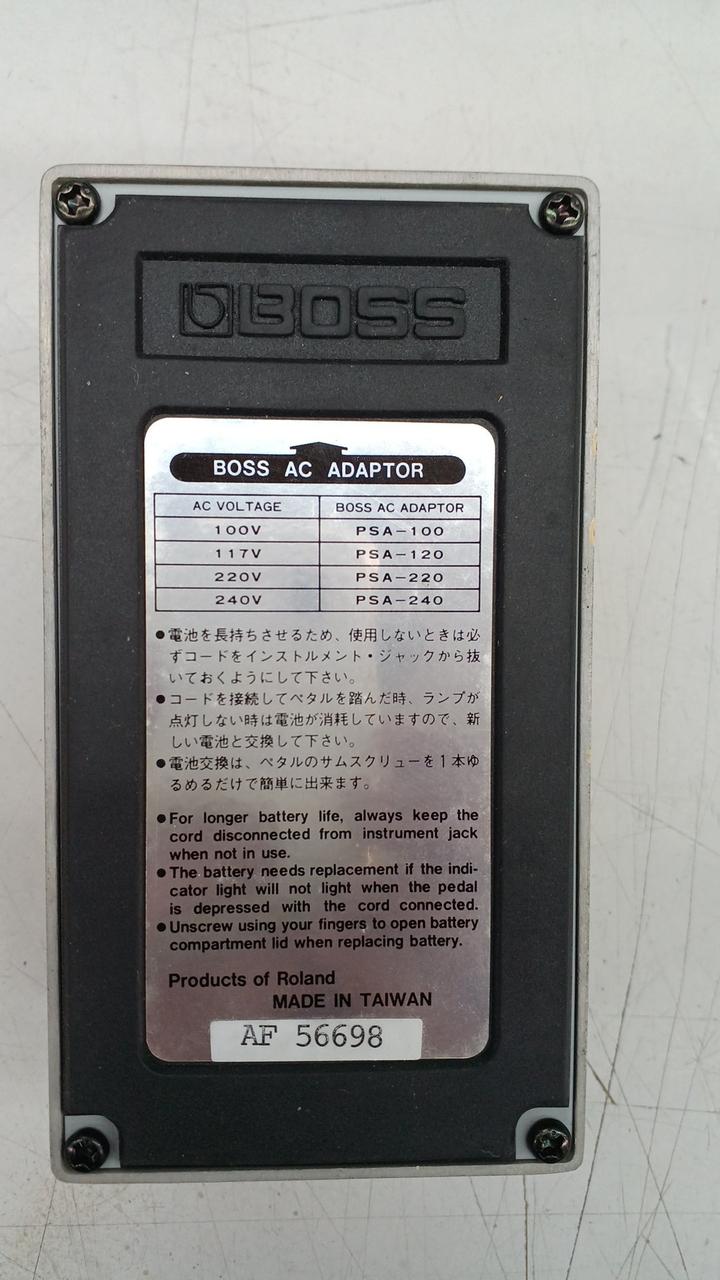 BOSS
BOSS AC ADAPTOR
AC VOLTAGE BOSS AC ADAPTOR
100V PSA-100
117V PSA-120
220V PSA-220
240V PSA-240
●電池を長持ちさせるため、使用しないときは必
ずコードをインストルメント・ジャックから抜
いておくようにして下さい。
●コードを接続してペタルを踏んだ時、ランプが
点灯しない時は電池が消耗していますので、新
しい電池と交換して下さい。
●電池交換は、ペタルのサムスクリューを1本ゆ
るめるだけで簡単に出来ます。
●For longer battery life, always keep the
cord disconnected from instrument jack
when not in use.
●The battery needs replacement if the indi-
cator light will not light when the pedal
is depressed with the cord connected.
●Unscrew using your fingers to open battery
compartment lid when replacing battery.
Products of Roland
MADE IN TAIWAN
AF 56698